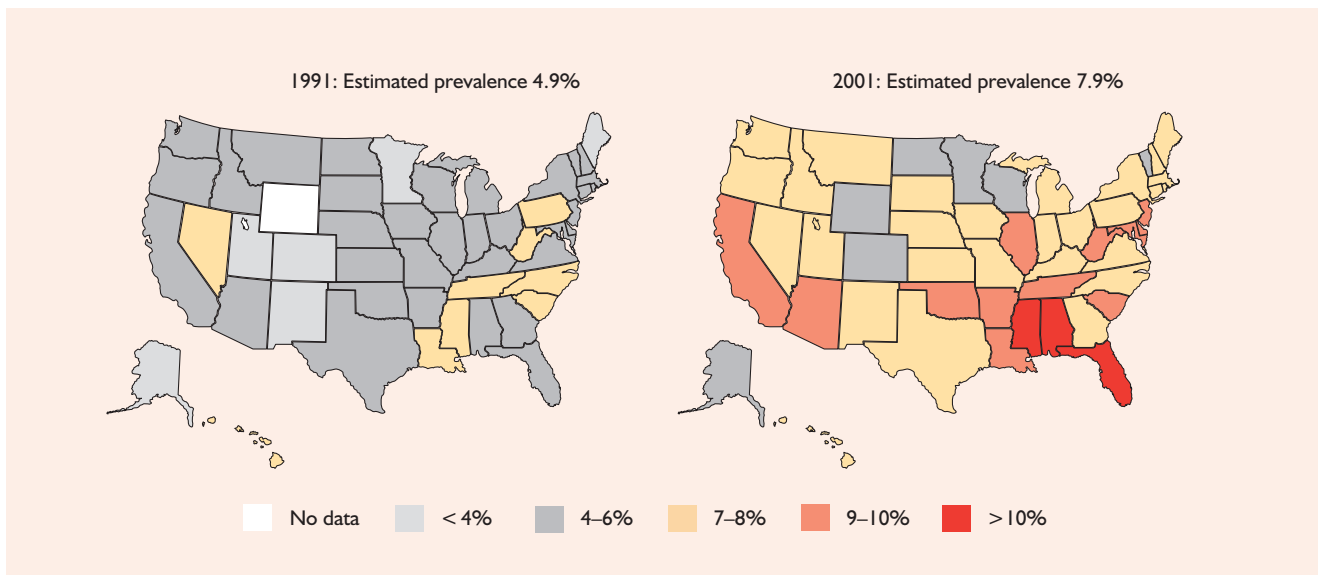 1991: Estimated prevalence 4.9%
2001: Estimated prevalence 7.9%
No data
< 4%
4–6%
7–8%
9–10%
>10%